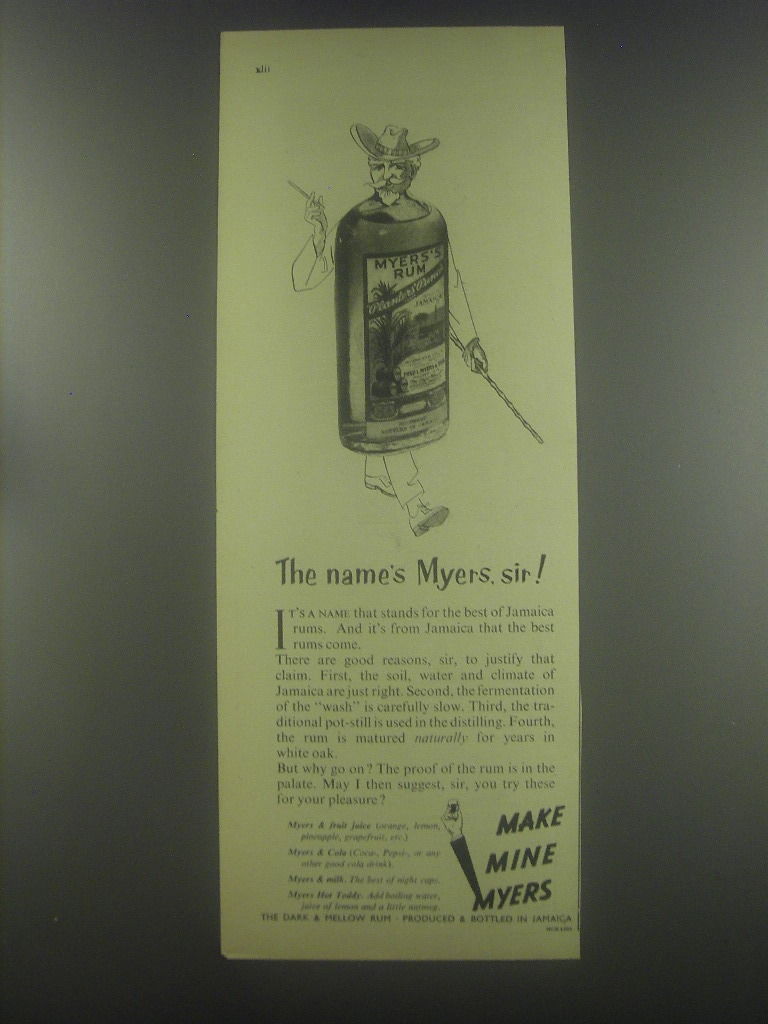 xlii
MYERS'S
RUM
Planters' Punch
JAMAICA
FRED L. MYERS & SON
The name's Myers, sir!
IT'S A NAME that stands for the best of Jamaica
rums. And it's from Jamaica that the best
rums come.
There are good reasons, sir, to justify that
claim. First, the soil, water and climate of
Jamaica are just right. Second, the fermentation
of the "wash" is carefully slow. Third, the tra-
ditional pot-still is used in the distilling. Fourth,
the rum is matured naturally for years in
white oak.
But why go on? The proof of the rum is in the
palate. May I then suggest, sir, you try these
for your pleasure?
Myers & fruit juice (orange, lemon,
pineapple, grapefruit, etc.)
Myers & Cola (Coca-, Pepsi-, or any
other good cola drink).
Myers & milk. The best of night caps.
Myers Hot Toddy. Add boiling water,
juice of lemon and a little nutmeg.
MAKE
MINE
MYERS
THE DARK & MELLOW RUM - PRODUCED & BOTTLED IN JAMAICA